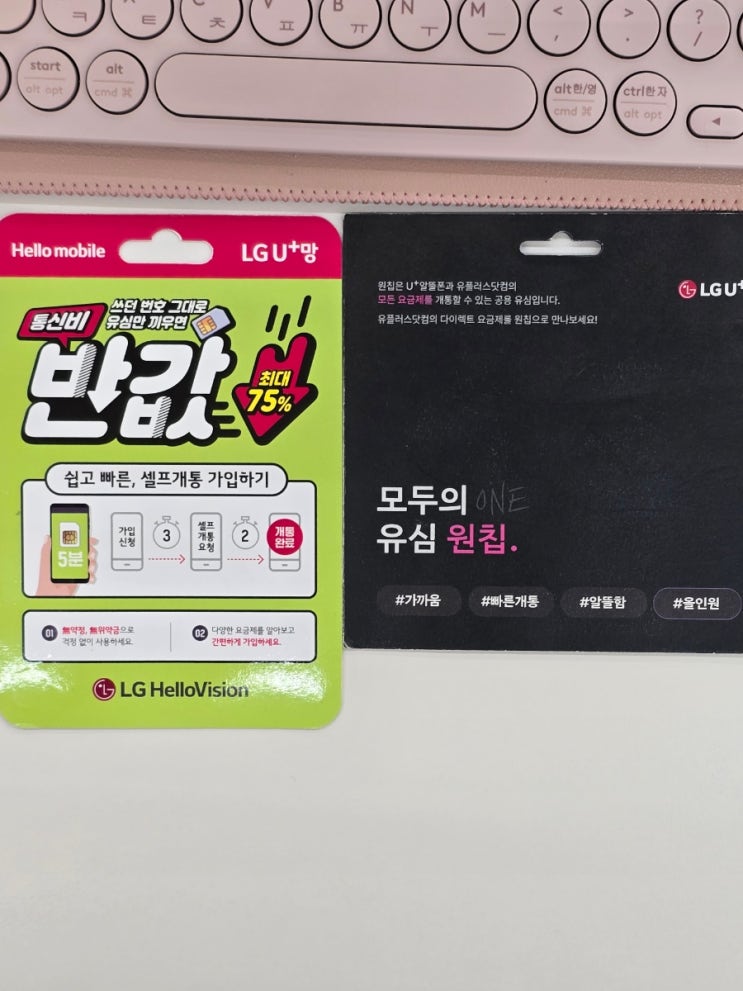 ㅋ
ㅌ
C
ㅊ
V
ㅍ
B
ㅠ
N
ㅜ
M
ㅡ
<
,
>
.
?
/
start
alt opt
alt
cmd ⌘
alt한/영
cmd ⌘
ctrl한자
alt opt
◀
Hello mobile
LG U+망
통신비
쓰던 번호 그대로
유심만 끼우면
반값
최대
75%
쉽고 빠른, 셀프개통 가입하기
5분
가입
신청
3
셀프
개통
요청
2
개통
완료
01 無약정, 無위약금으로
걱정 없이 사용하세요.
02 다양한 요금제를 알아보고
간편하게 가입하세요.
LG HelloVision
원칩은 U+알뜰폰과 유플러스닷컴의
모든 요금제를 개통할 수 있는 공용 유심입니다.
유플러스닷컴의 다이렉트 요금제를 원칩으로 만나보세요!
LG U+
모두의 ONE
유심 원칩.
#가까움
#빠른개통
#알뜰함
#올인원